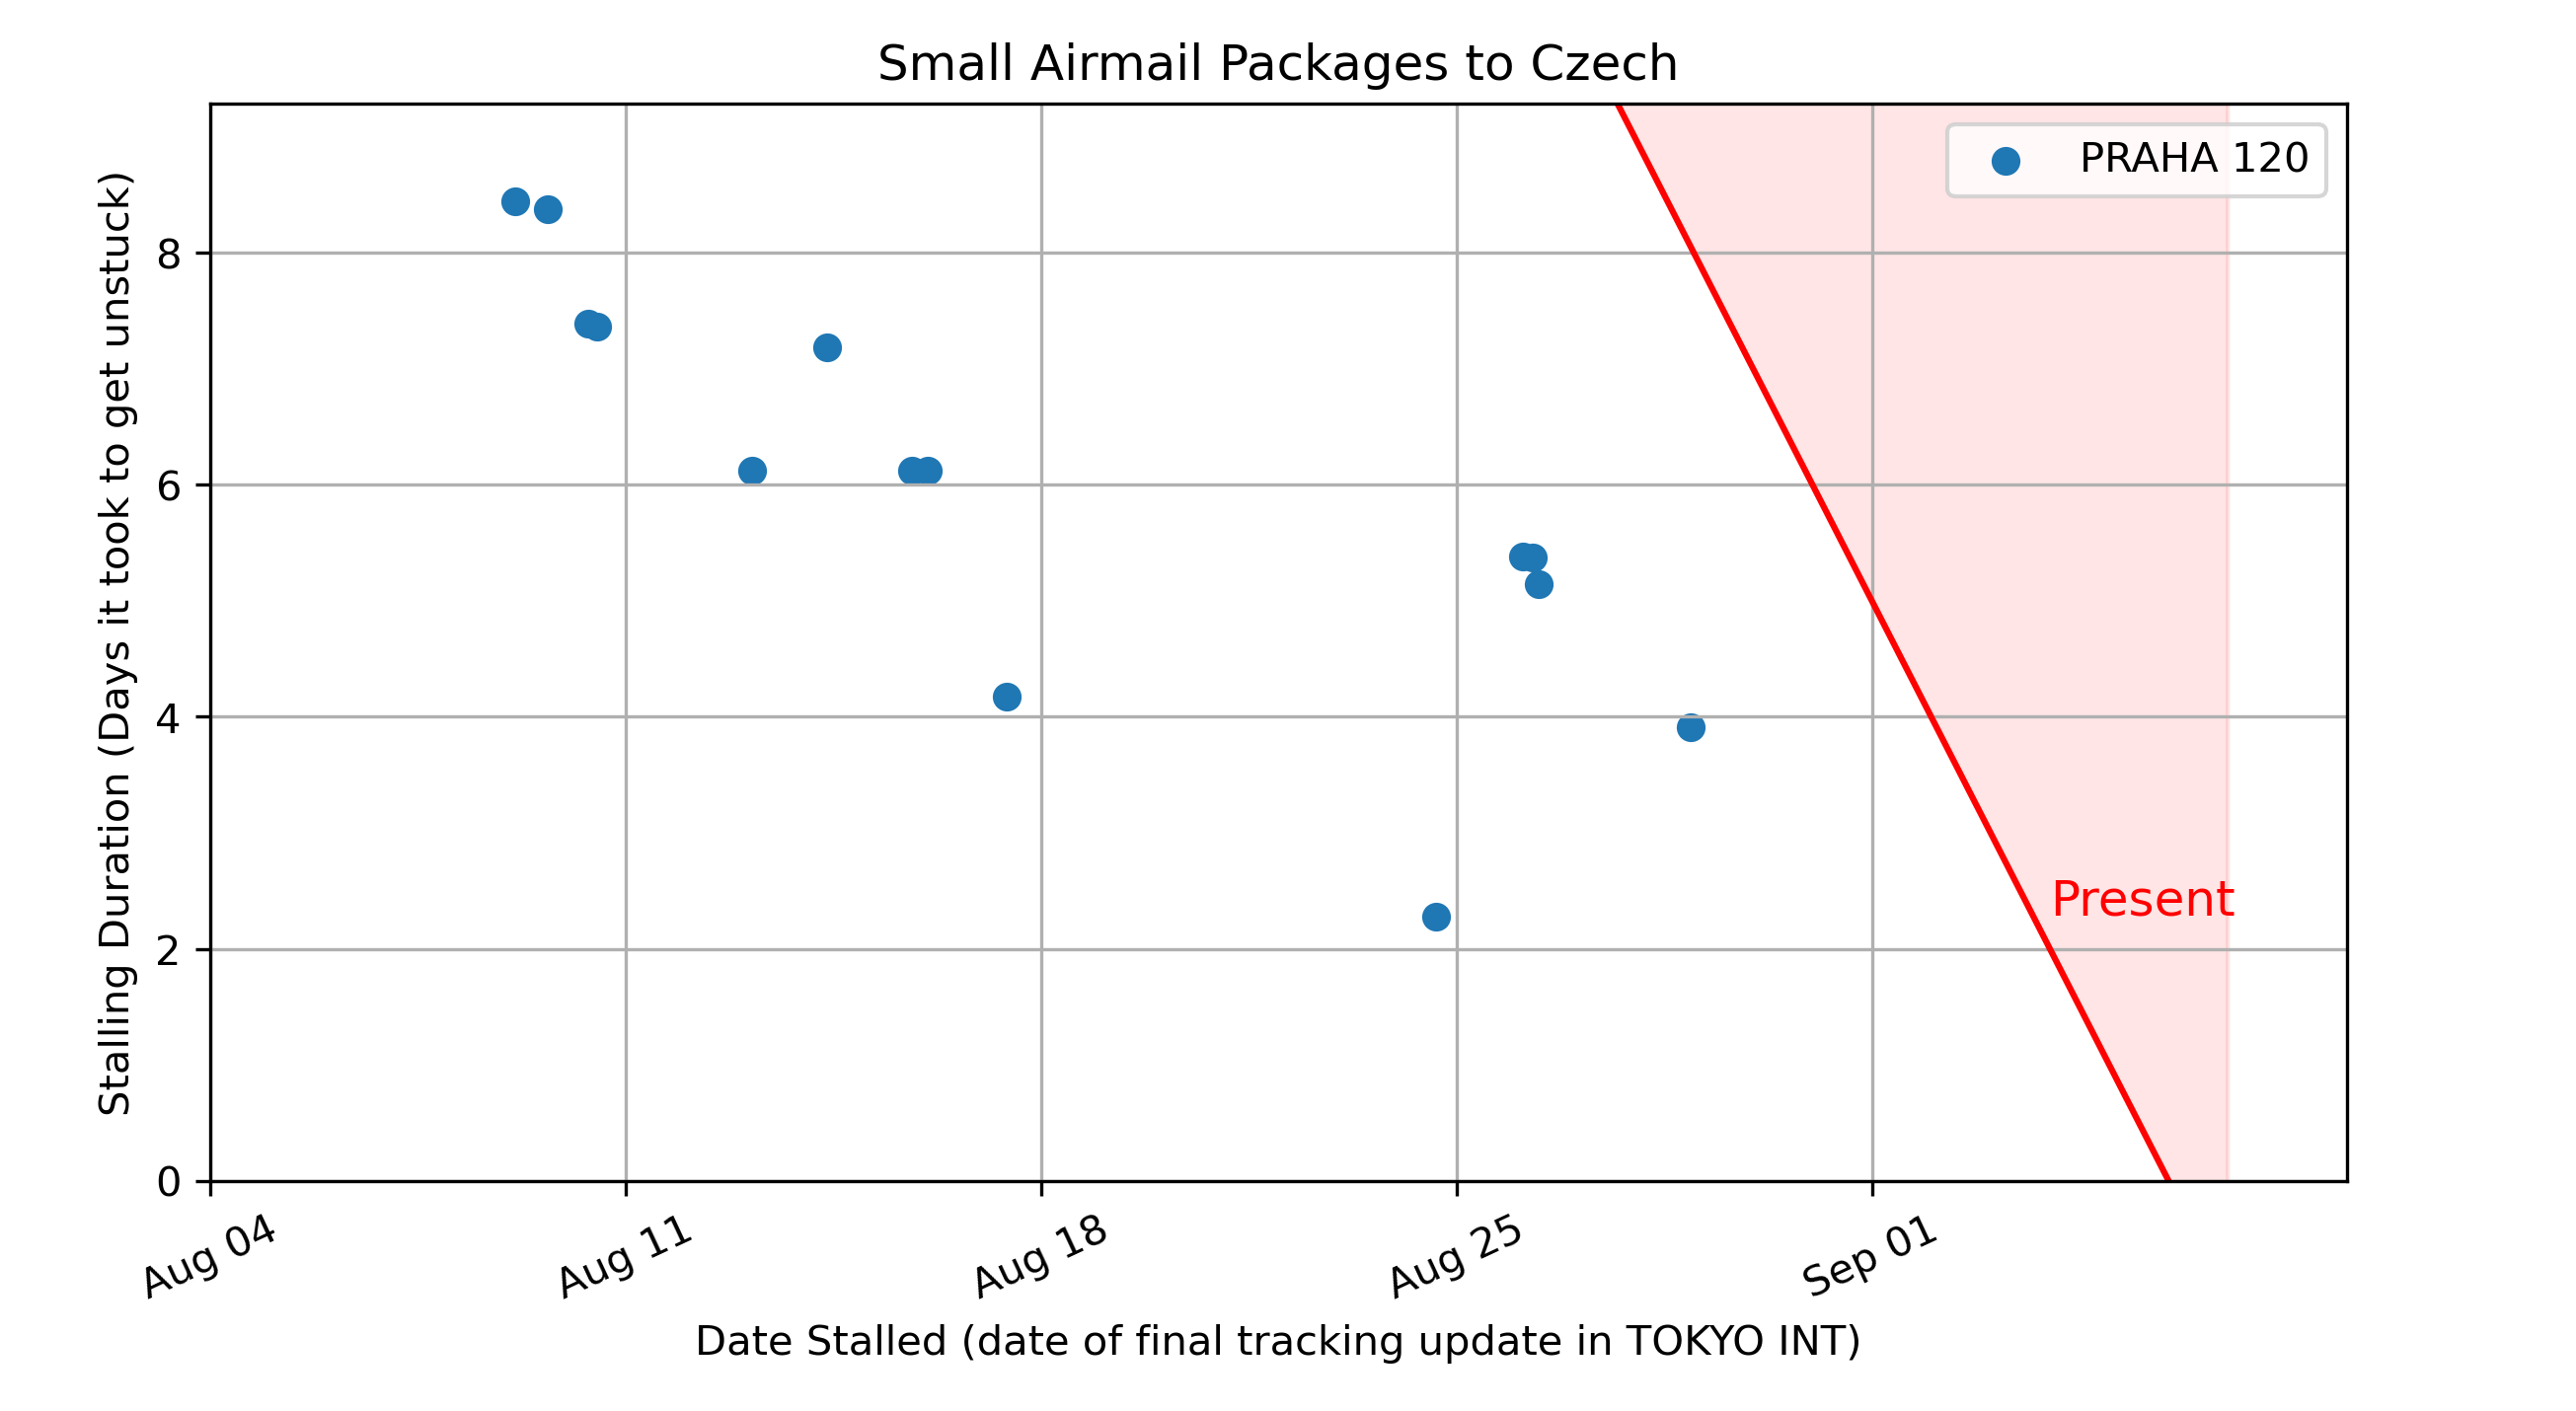 Small Airmail Packages to Czech
PRAHA 120
Stalling Duration (Days it took to get unstuck)
8
6
4
2
0
Present
Aug 04
Aug 11
Aug 18
Aug 25
Sep 01
Date Stalled (date of final tracking update in TOKYO INT)